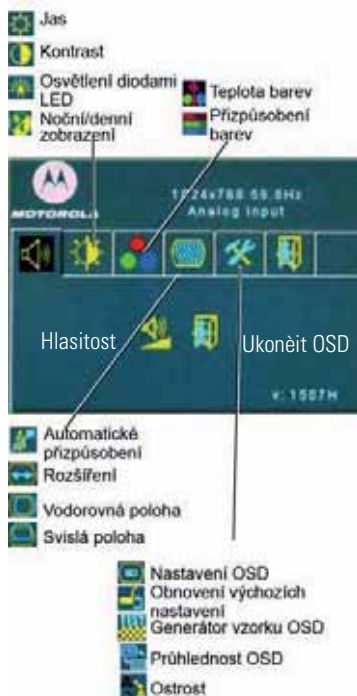 Jas
Kontrast
Osvětlení diodami
LED
Noční/denní
zobrazení
Teplota barev
Přizpůsobení
barev
MOTOROLA
1024x768 59.8Hz
Analog Input
Hlasitost
Ukonèit OSD
v: 1507H
Automatické
přizpůsobení
Rozšíření
Vodorovná poloha
Svislá poloha
Nastavení OSD
Obnovení výchozích
nastavení
Generátor vzorku OSD
Průhlednost OSD
Ostrost